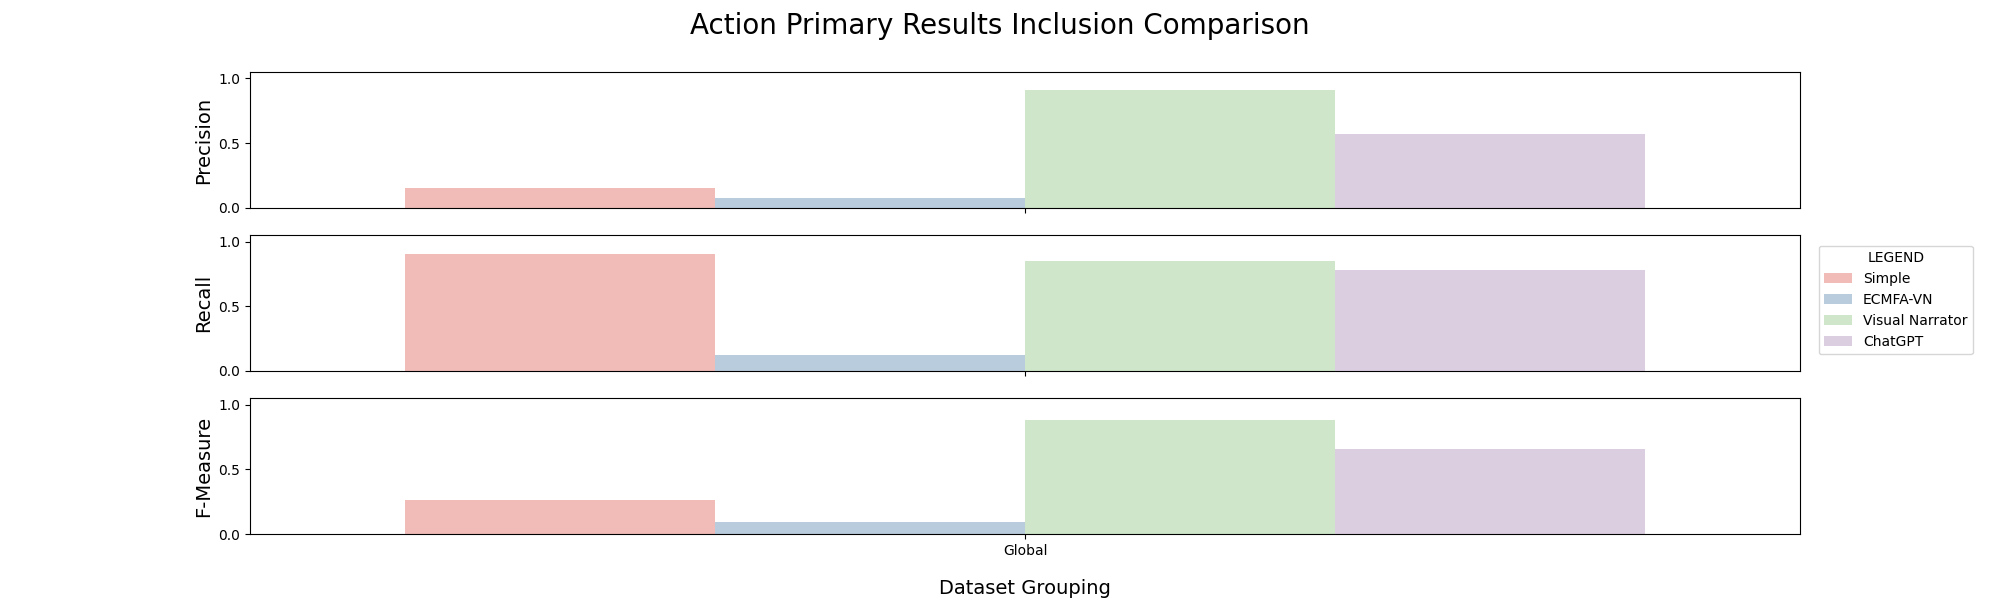 Action Primary Results Inclusion Comparison
Precision
1.0
0.5
0.0
Recall
1.0
0.5
0.0
F-Measure
1.0
0.5
0.0
Global
Dataset Grouping
LEGEND
Simple
ECMFA-VN
Visual Narrator
ChatGPT